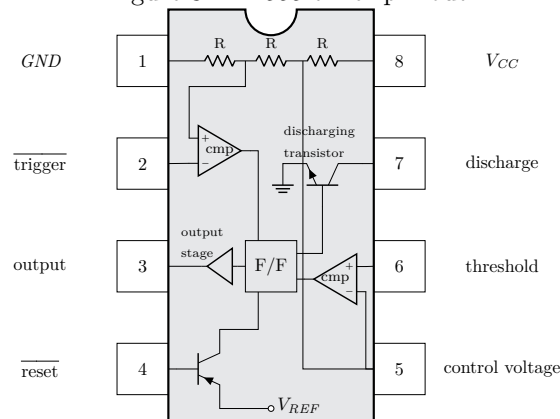 GND
1
R
R
R
8
V_CC
trigger
2
+
−
cmp
discharging
transistor
7
discharge
output
3
output
stage
F/F
+
−
cmp
6
threshold
reset
4
V_REF
5
control voltage